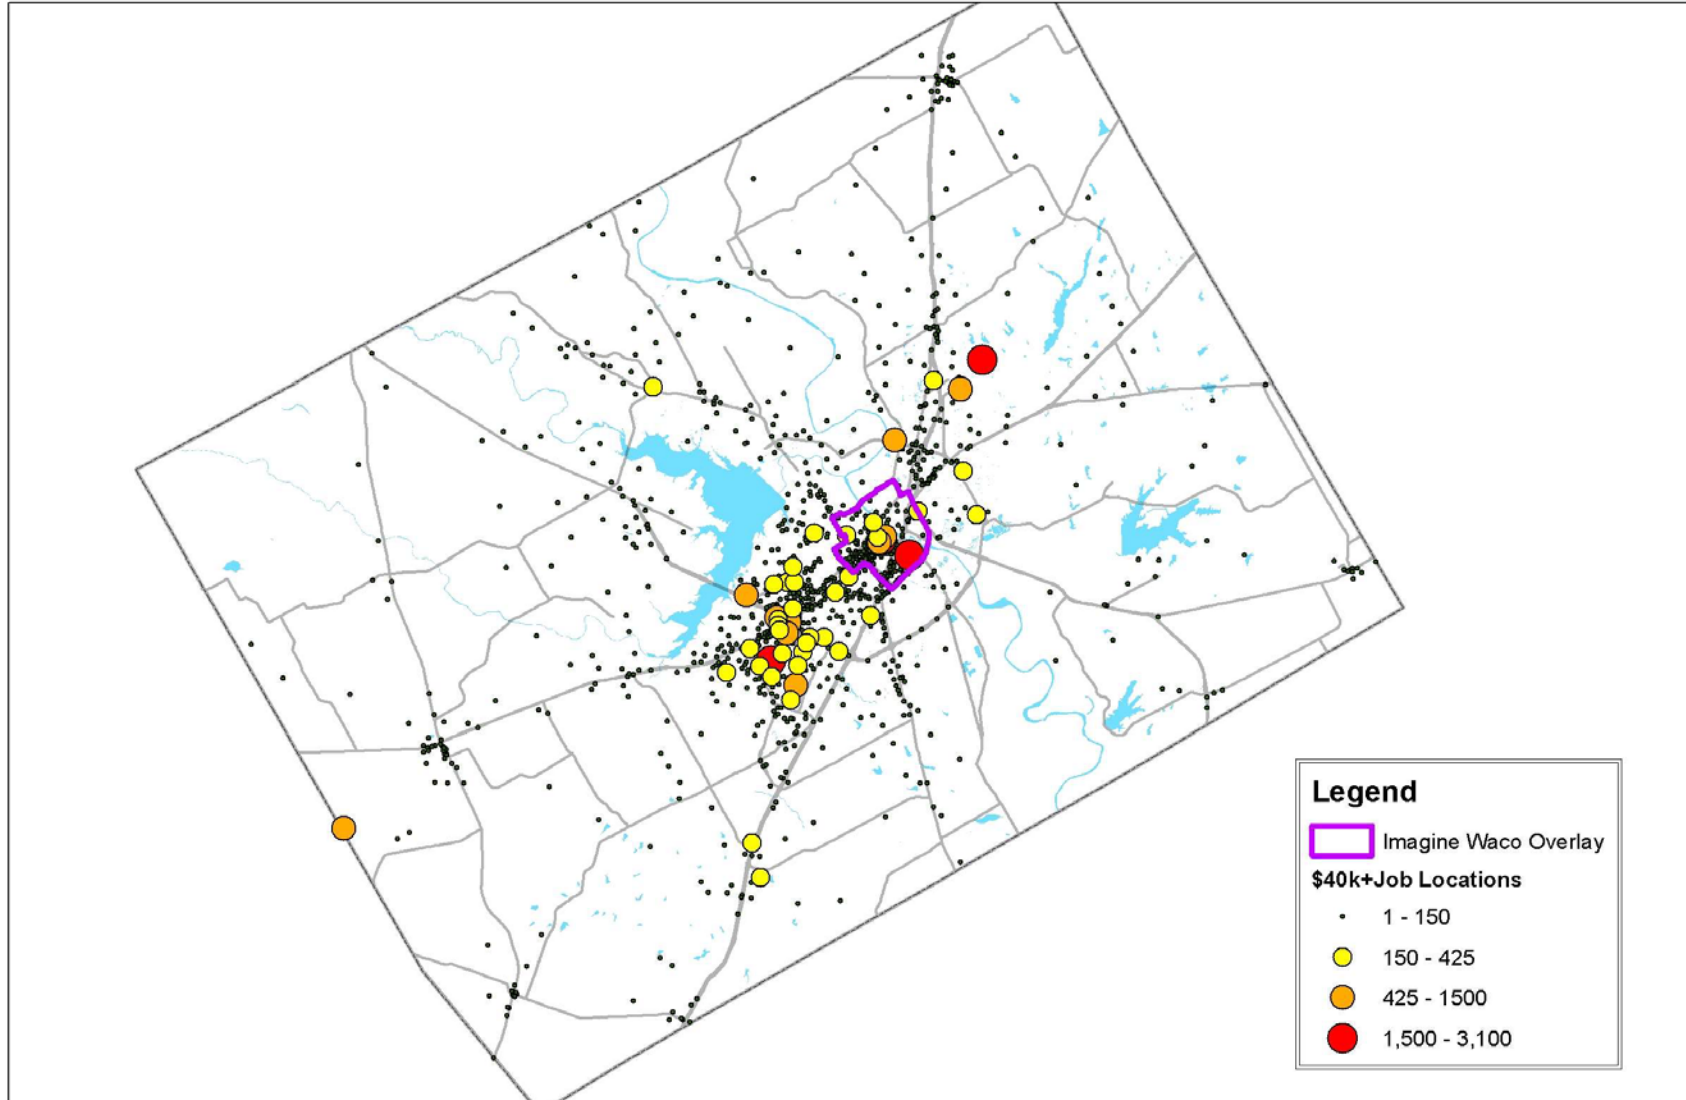 Legend
Imagine Waco Overlay
$40k+Job Locations
1 - 150
150 - 425
425 - 1500
1,500 - 3,100